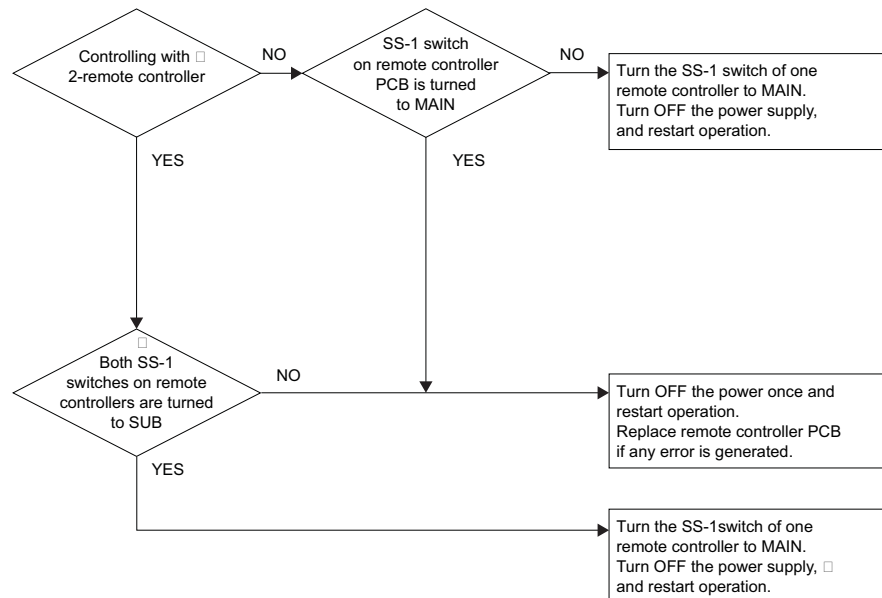 Controlling with □
2-remote controller
NO
SS-1 switch
on remote controller
PCB is turned
to MAIN
NO
Turn the SS-1 switch of one
remote controller to MAIN.
Turn OFF the power supply,
and restart operation.
YES
YES
□
Both SS-1
switches on remote
controllers are turned
to SUB
NO
Turn OFF the power once and
restart operation.
Replace remote controller PCB
if any error is generated.
YES
Turn the SS-1switch of one
remote controller to MAIN.
Turn OFF the power supply, □
and restart operation.